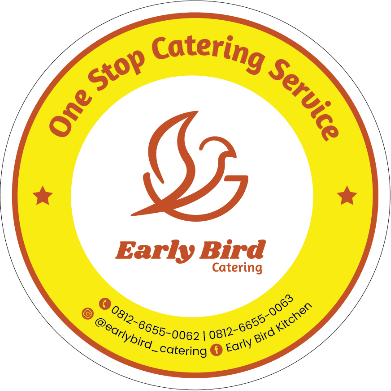 One Stop Catering Service
Early Bird
Catering
0812-6655-0062 | 0812-6655-0063
@earlybird_catering Early Bird Kitchen